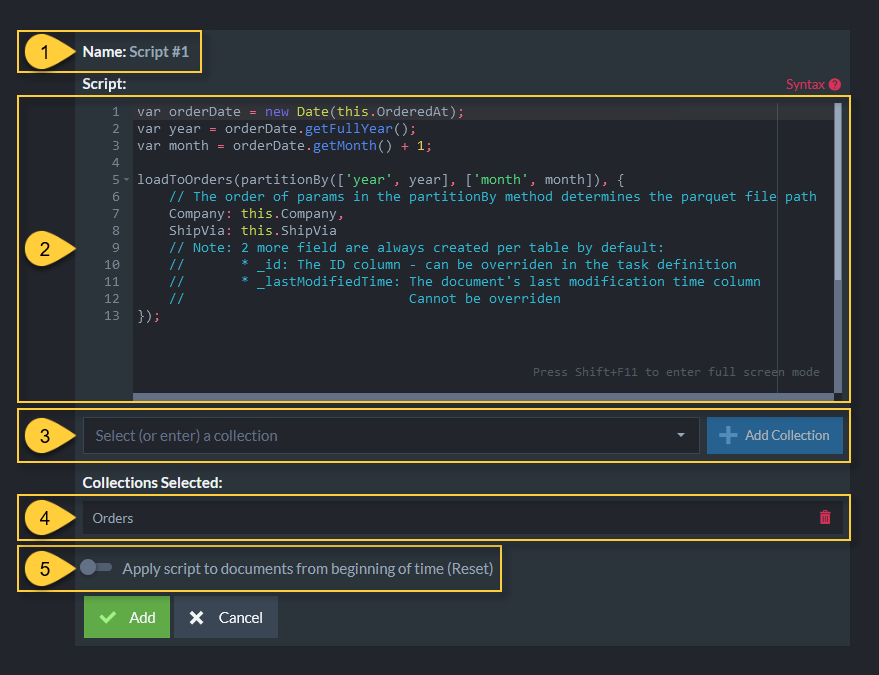 1
Name: Script #1
Script:
Syntax ?
2
1 var orderDate = new Date(this.OrderedAt);
2 var year = orderDate.getFullYear();
3 var month = orderDate.getMonth() + 1;
4
5 loadToOrders(partitionBy(['year', year], ['month', month]), {
6 // The order of params in the partitionBy method determines the parquet file path
7 Company: this.Company,
8 ShipVia: this.ShipVia
9 // Note: 2 more field are always created per table by default:
10 // * _id: The ID column - can be overriden in the task definition
11 // * _lastModifiedTime: The document's last modification time column
12 // Cannot be overriden
13 });
Press Shift+F11 to enter full screen mode
3
Select (or enter) a collection
Add Collection
Collections Selected:
4
Orders
5
Apply script to documents from beginning of time (Reset)
Add
Cancel